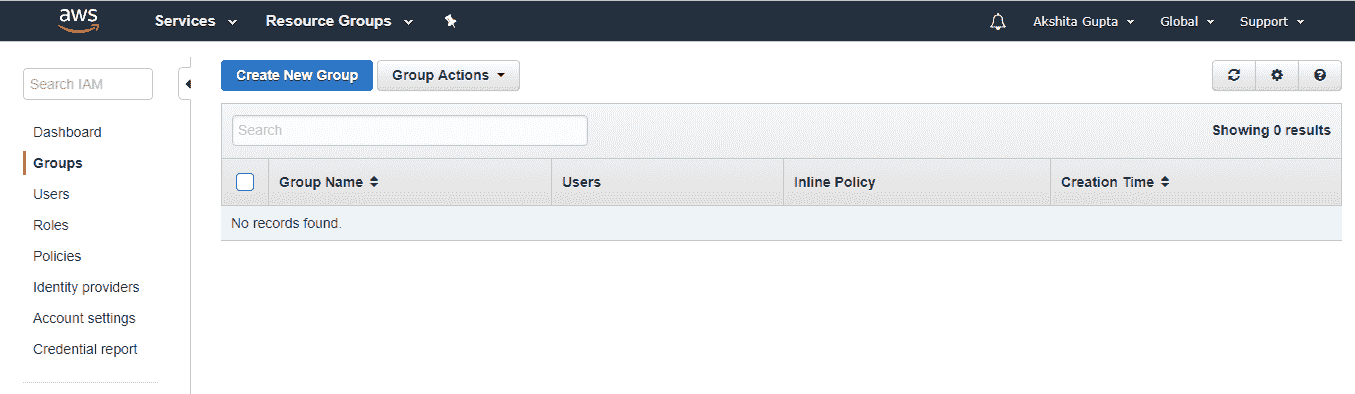 aws Services Resource Groups Akshita Gupta Global Support
Search IAM
Create New Group Group Actions
Search
Showing 0 results
Dashboard
Groups
Users
Roles
Policies
Identity providers
Account settings
Credential report
Group Name Users Inline Policy Creation Time
No records found.